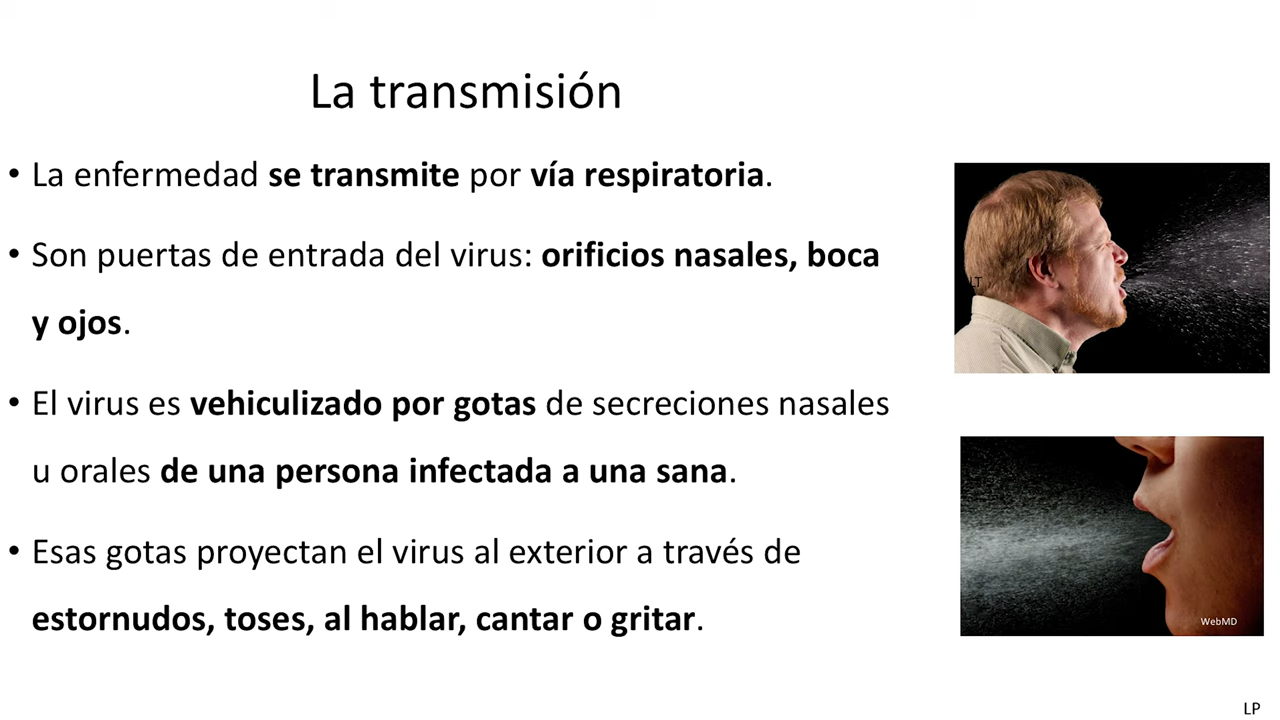 La transmisión
• La enfermedad se transmite por vía respiratoria.
• Son puertas de entrada del virus: orificios nasales, boca
y ojos.
• El virus es vehiculizado por gotas de secreciones nasales
u orales de una persona infectada a una sana.
• Esas gotas proyectan el virus al exterior a través de
estornudos, toses, al hablar, cantar o gritar.
LT
WebMD
LP